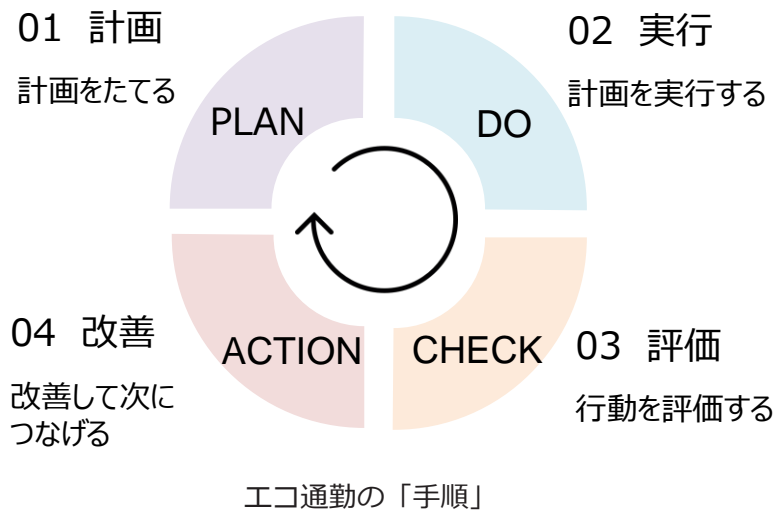 01 計画
計画をたてる
PLAN
02 実行
計画を実行する
DO
03 評価
行動を評価する
CHECK
04 改善
改善して次に
つなげる
ACTION
エコ通勤の「手順」